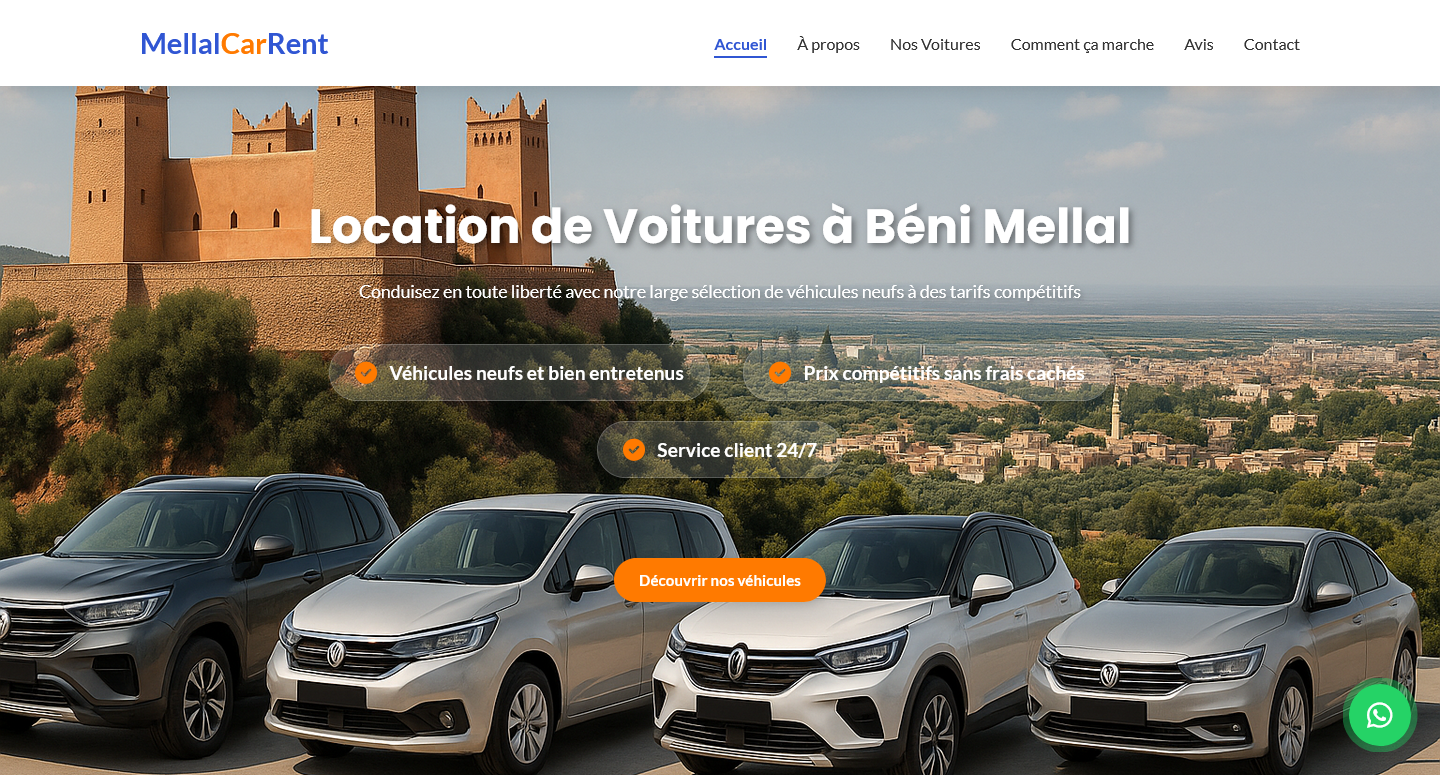 MellalCarRent
Accueil
À propos
Nos Voitures
Comment ça marche
Avis
Contact
Location de Voitures à Béni Mellal
Conduisez en toute liberté avec notre large sélection de véhicules neufs à des tarifs compétitifs
Véhicules neufs et bien entretenus
Prix compétitifs sans frais cachés
Service client 24/7
Découvrir nos véhicules